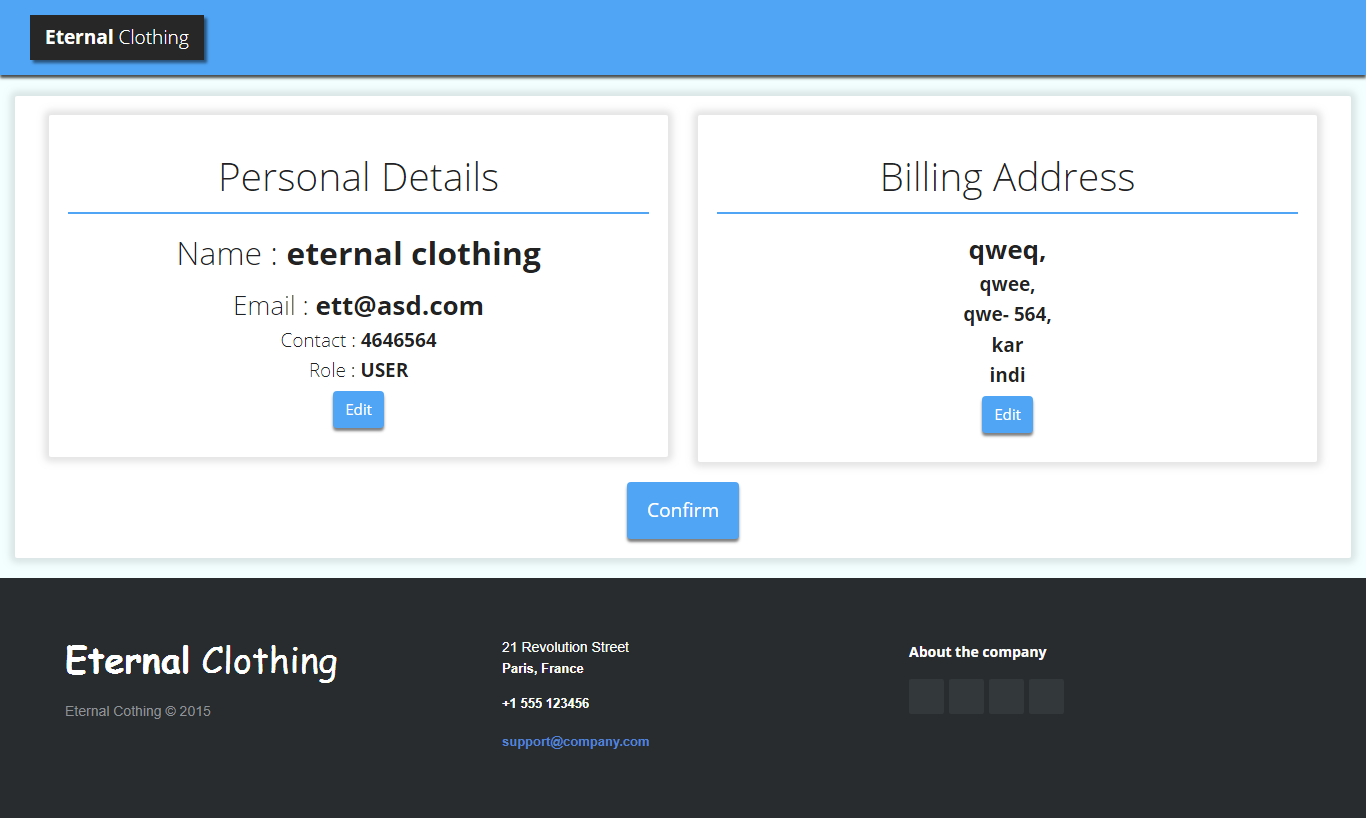 Eternal Clothing
Personal Details
Name : eternal clothing
Email : ett@asd.com
Contact : 4646564
Role : USER
Edit
Billing Address
qweq,
qwee,
qwe- 564,
kar
indi
Edit
Confirm
Eternal Clothing
Eternal Cothing © 2015
21 Revolution Street
Paris, France
+1 555 123456
support@company.com
About the company